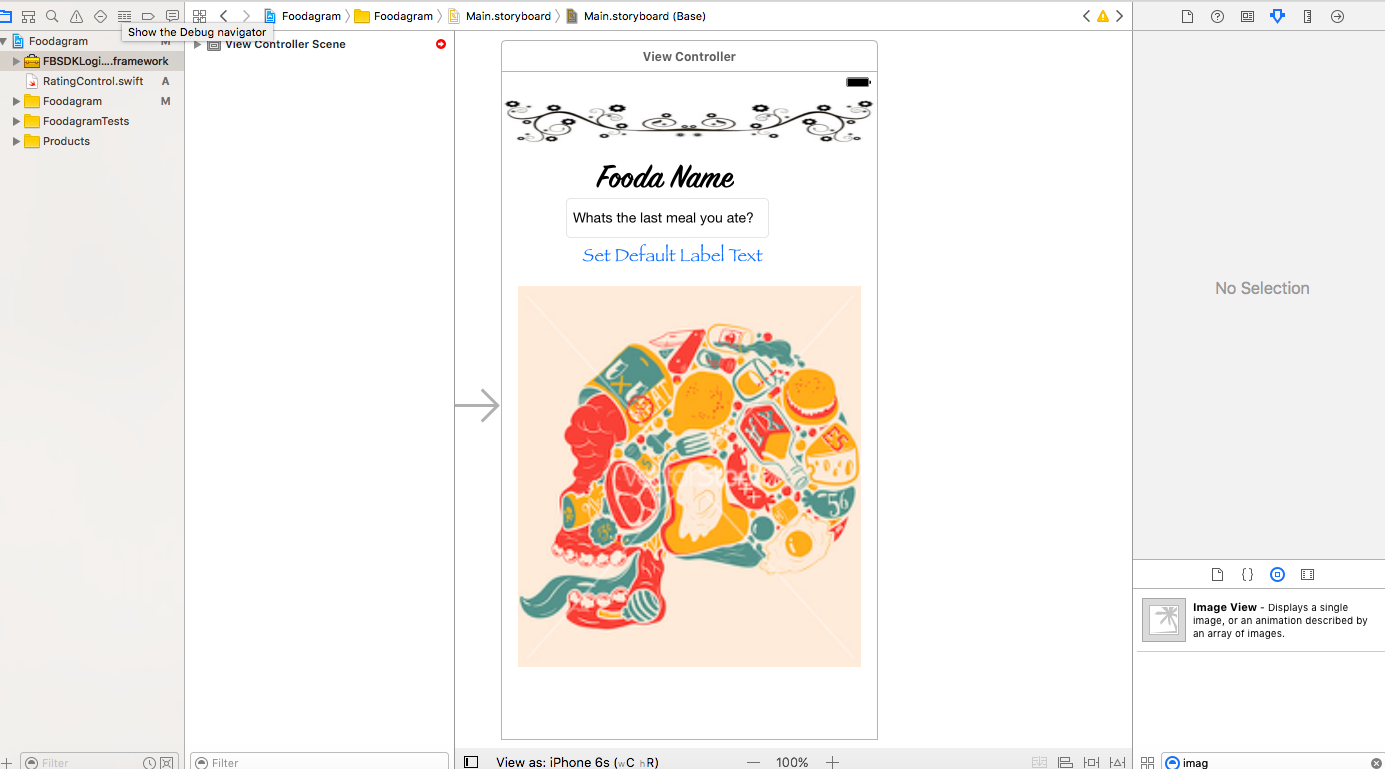 Foodagram
Foodagram
Main.storyboard
Main.storyboard (Base)
Show the Debug navigator
Foodagram
M
FBSDKLogi....framework
RatingControl.swift
A
Foodagram
M
FoodagramTests
Products
View Controller Scene
View Controller
Fooda Name
Whats the last meal you ate?
Set Default Label Text
No Selection
Image View - Displays a single
image, or an animation described by
an array of images.
Filter
Filter
View as: iPhone 6s (wC hR)
100%
imag